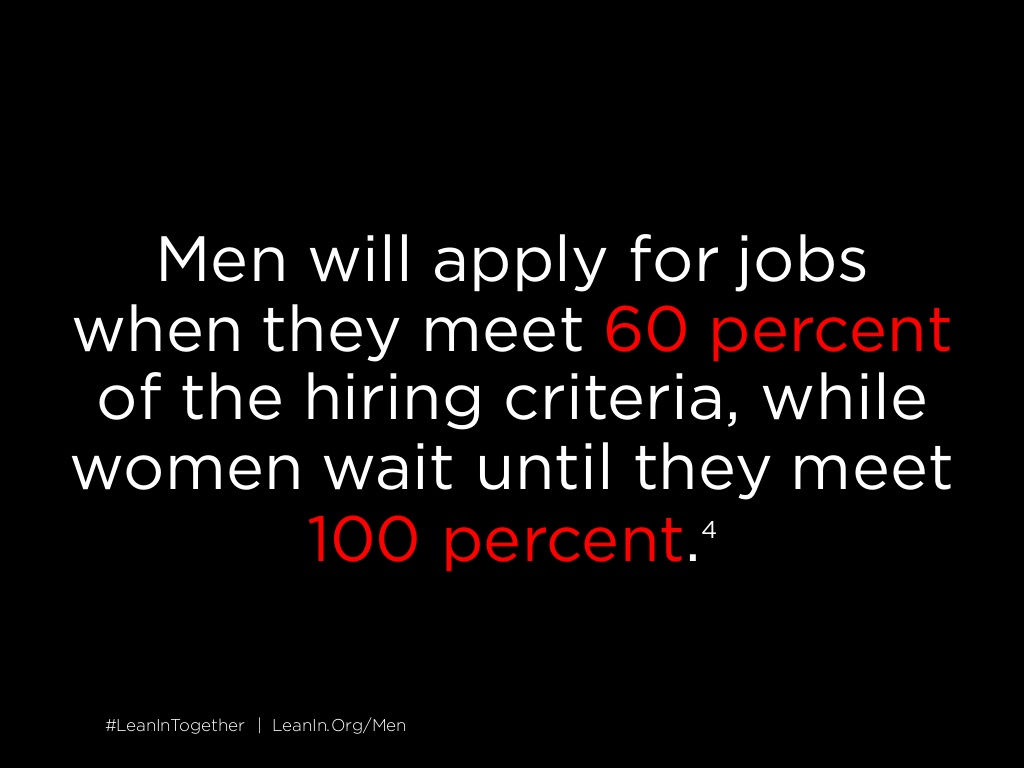 Men will apply for jobs
when they meet 60 percent
of the hiring criteria, while
women wait until they meet
100 percent.⁴
#LeanInTogether | LeanIn.Org/Men